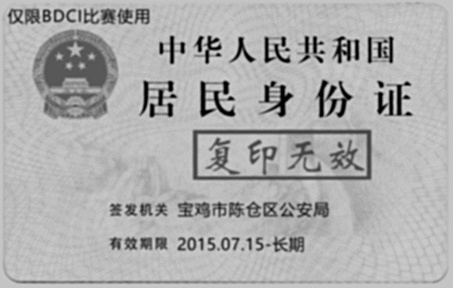 仅限BDCI比赛使用
中华人民共和国
居民身份证
复印无效
签发机关 宝鸡市陈仓区公安局
有效期限 2015.07.15-长期